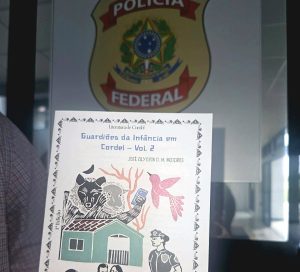 POLÍCIA
FEDERAL
Literatura de Cordel
Guardiões da Infância em
Cordel - Vol. 2